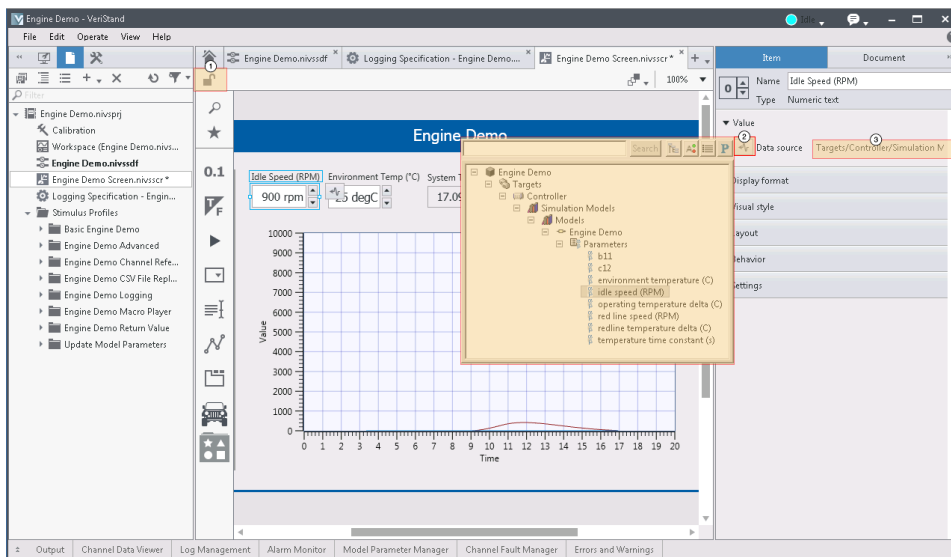 Engine Demo - VeriStand
Idle
File Edit Operate View Help
1
Engine Demo.nivssdf
Logging Specification - Engine Demo....
Engine Demo Screen.nivsscr *
Item
Document
100%
Filter
0
Name
Idle Speed (RPM)
Type
Numeric text
Engine Demo.nivsprj
Calibration
Workspace (Engine Demo.nivs...
Engine Demo.nivssdf
Engine Demo Screen.nivsscr *
Logging Specification - Engin...
Stimulus Profiles
Basic Engine Demo
Engine Demo Advanced
Engine Demo Channel Refe...
Engine Demo CSV File Repl...
Engine Demo Logging
Engine Demo Macro Player
Engine Demo Return Value
Update Model Parameters
0.1
T
F
Engine Demo
Idle Speed (RPM)
Environment Temp (°C)
System T
900 rpm
degC
17.09
Value
10000
9000
8000
7000
6000
5000
4000
3000
2000
1000
0
0 1 2 3 4 5 6 7 8 9 10 11 12 13 14 15 16 17 18 19 20
Time
Search
P
Engine Demo
Targets
Controller
Simulation Models
Models
Engine Demo
Parameters
b11
c12
environment temperature (C)
idle speed (RPM)
operating temperature delta (C)
red line speed (RPM)
redline temperature delta (C)
temperature time constant (s)
Value
2
3
Data source
Targets/Controller/Simulation M
Display format
Visual style
Layout
Behavior
Settings
Output
Channel Data Viewer
Log Management
Alarm Monitor
Model Parameter Manager
Channel Fault Manager
Errors and Warnings